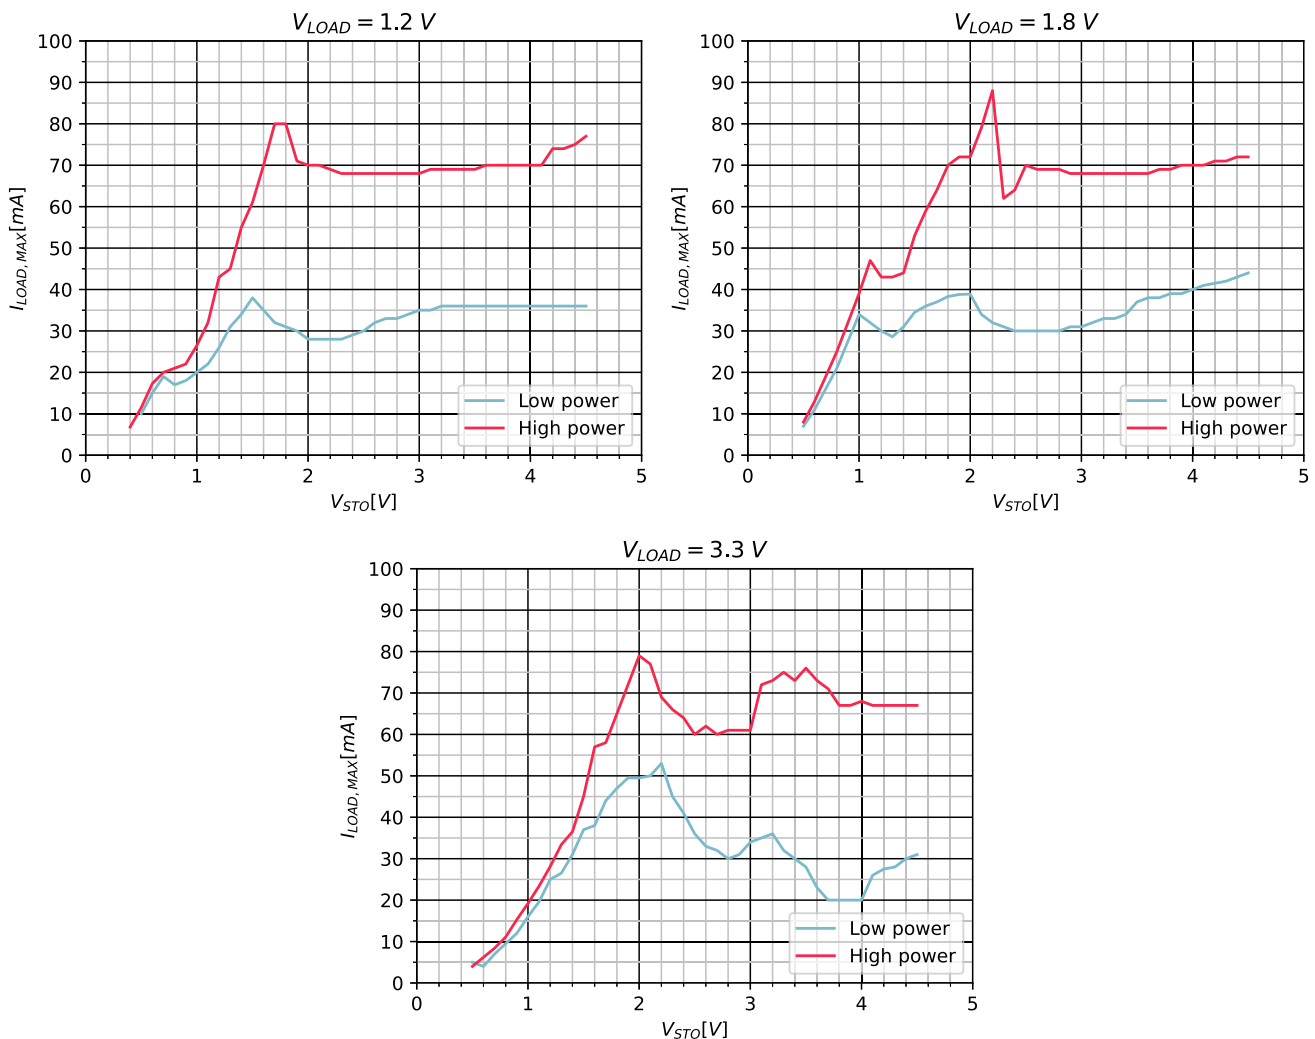 V_LOAD = 1.2 V
100
90
80
70
60
50
40
30
20
10
0
I_LOAD,MAX[mA]
0 1 2 3 4 5
V_STO[V]
Low power
High power
V_LOAD = 1.8 V
100
90
80
70
60
50
40
30
20
10
0
I_LOAD,MAX[mA]
0 1 2 3 4 5
V_STO[V]
Low power
High power
V_LOAD = 3.3 V
100
90
80
70
60
50
40
30
20
10
0
I_LOAD,MAX[mA]
0 1 2 3 4 5
V_STO[V]
Low power
High power